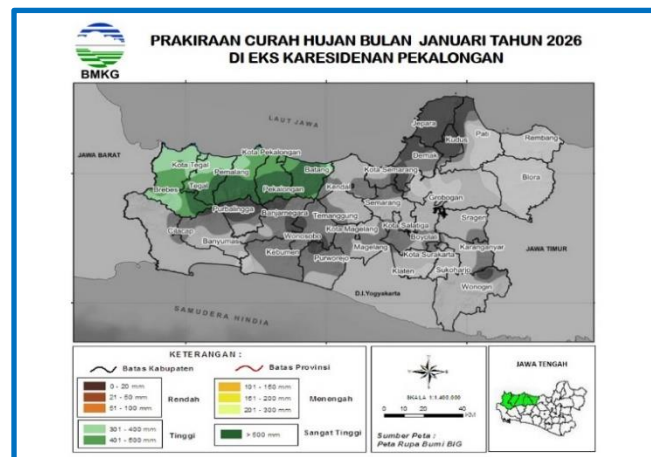 BMKG
PRAKIRAAN CURAH HUJAN BULAN JANUARI TAHUN 2026
DI EKS KARESIDENAN PEKALONGAN
LAUT JAWA
JAWA BARAT
Jepara
Kudus
Pati
Rembang
Demak
Kota Tegal
Pemalang
Kota Pekalongan
Batang
Kendal
Kota Semarang
Blora
Brebes
Tegal
Pekalongan
Semarang
Grobogan
Purbalingga
Banjarnegara
Temanggung
Sragen
Cilacap
Banyumas
Wonosobo
Kota Magelang
Kota Salatiga
Boyolali
Karanganyar
JAWA TIMUR
Kebumen
Purworejo
Magelang
Kota Surakarta
Klaten
Sukoharjo
Wonogiri
D.I.Yogyakarta
SAMUDERA HINDIA
KETERANGAN :
Batas Kabupaten
Batas Provinsi
0 - 20 mm
21 - 50 mm
51 - 100 mm
Rendah
101 - 150 mm
151 - 200 mm
201 - 300 mm
Menengah
301 - 400 mm
401 - 500 mm
Tinggi
> 500 mm
Sangat Tinggi
SKALA 1:1.400.000
Sumber Peta :
Peta Rupa Bumi BIG
JAWA TENGAH